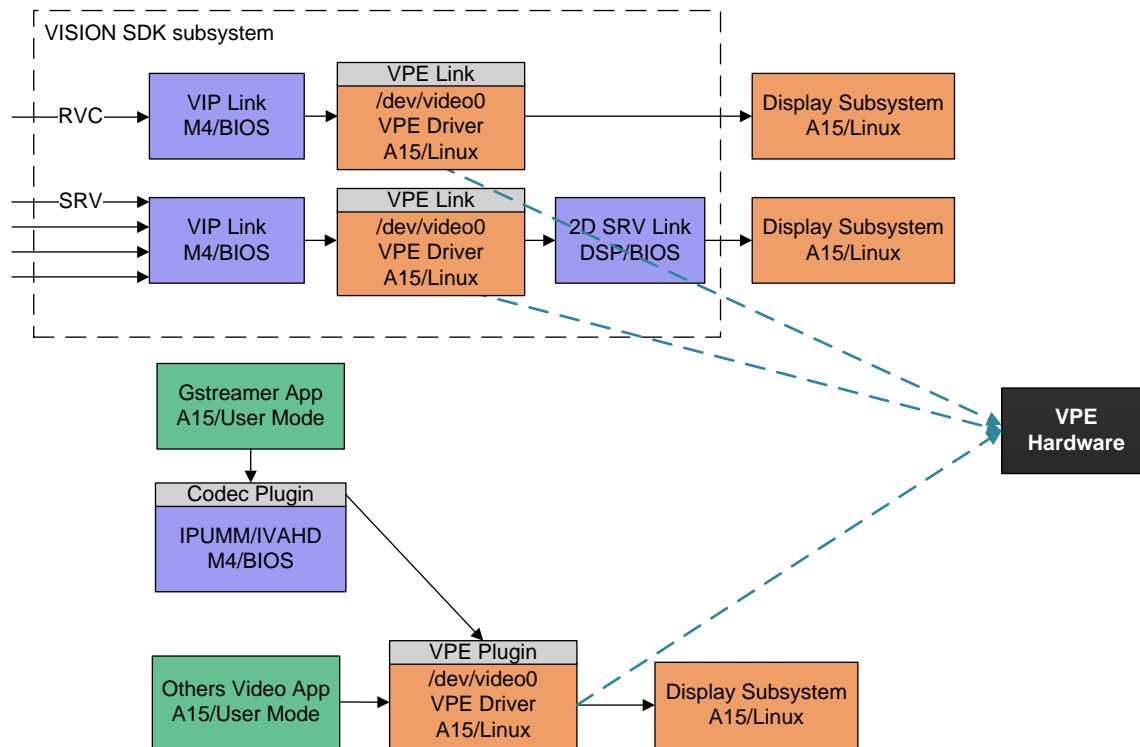 VISION SDK subsystem
RVC
VIP Link
M4/BIOS
VPE Link
/dev/video0
VPE Driver
A15/Linux
Display Subsystem
A15/Linux
SRV
VIP Link
M4/BIOS
VPE Link
/dev/video0
VPE Driver
A15/Linux
2D SRV Link
DSP/BIOS
Display Subsystem
A15/Linux
Gstreamer App
A15/User Mode
VPE
Hardware
Codec Plugin
IPUMM/IVAHD
M4/BIOS
Others Video App
A15/User Mode
VPE Plugin
/dev/video0
VPE Driver
A15/Linux
Display Subsystem
A15/Linux